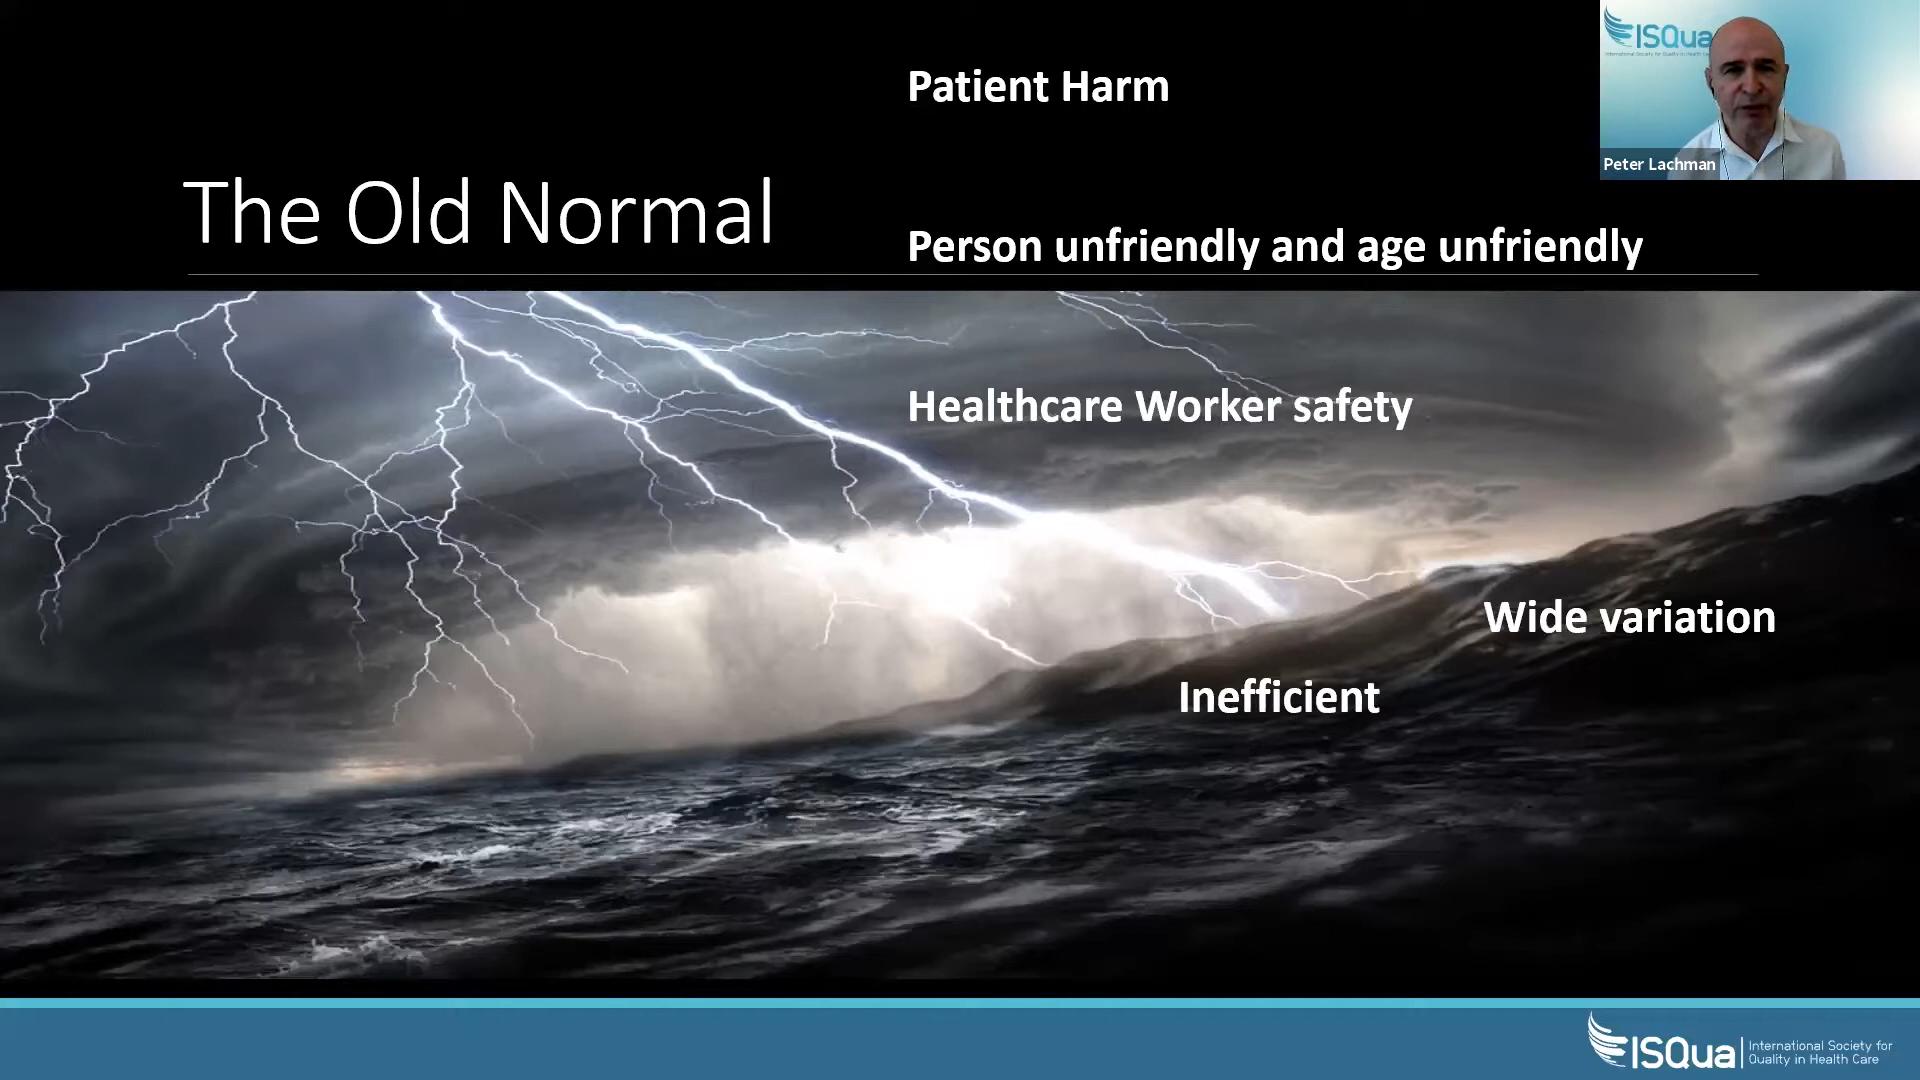 Patient Harm
ISQua
Peter Lachman
The Old Normal
Person unfriendly and age unfriendly
Healthcare Worker safety
Wide variation
Inefficient
ISQua
International Society for
Quality in Health Care